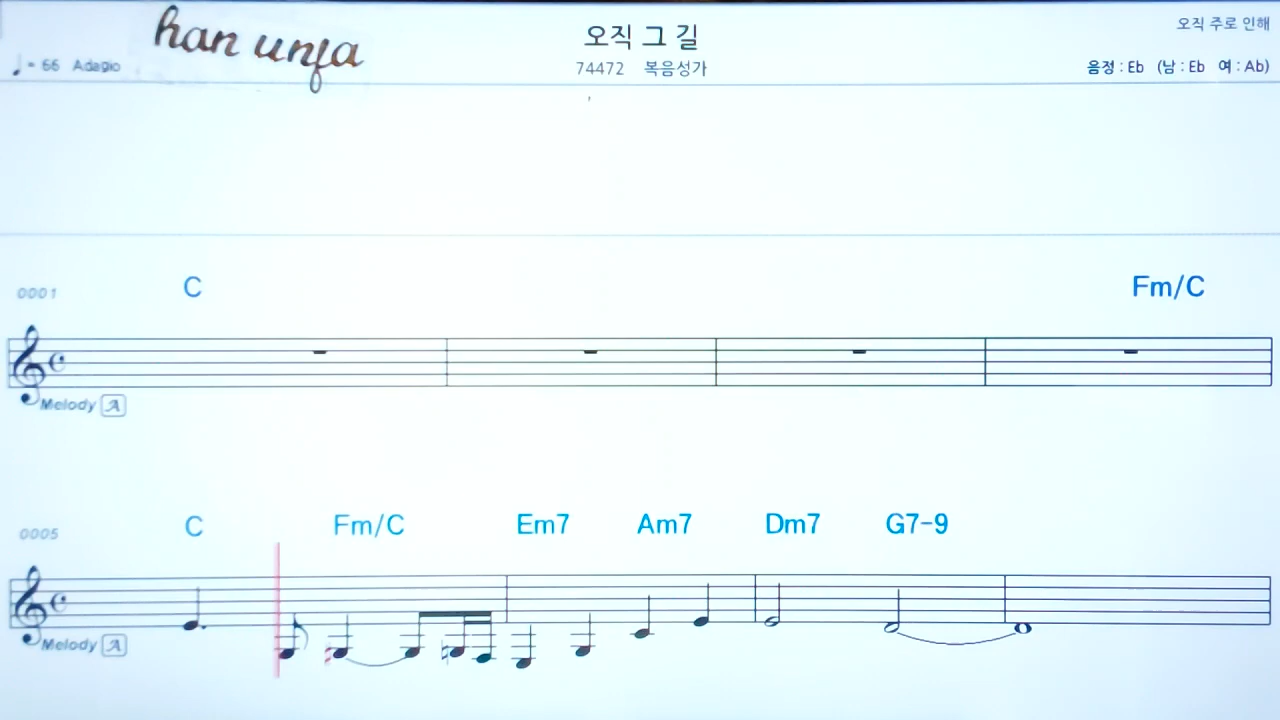 han unja
오직 그 길
오직 주로 인해
♩= 66 Adagio
74472 복음성가
음정 : Eb (남 : Eb 여 : Ab)
0001 C Fm/C
Melody A
0005 C Fm/C Em7 Am7 Dm7 G7-9
Melody A